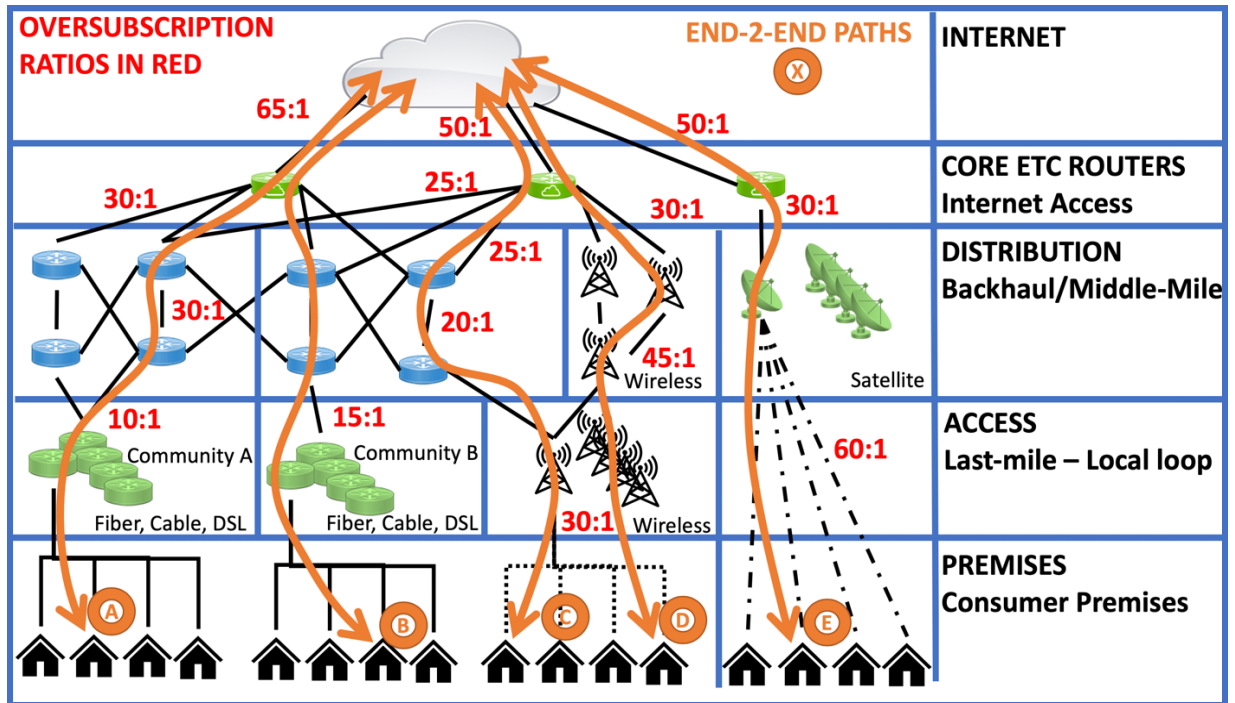 OVERSUBSCRIPTION
RATIOS IN RED
END-2-END PATHS
X
INTERNET
65:1
50:1
50:1
CORE ETC ROUTERS
Internet Access
30:1
25:1
30:1
30:1
DISTRIBUTION
Backhaul/Middle-Mile
25:1
30:1
20:1
45:1
Wireless
Satellite
ACCESS
Last-mile – Local loop
10:1
15:1
Community A
Community B
60:1
Fiber, Cable, DSL
Fiber, Cable, DSL
30:1
Wireless
PREMISES
Consumer Premises
A
B
C
D
E